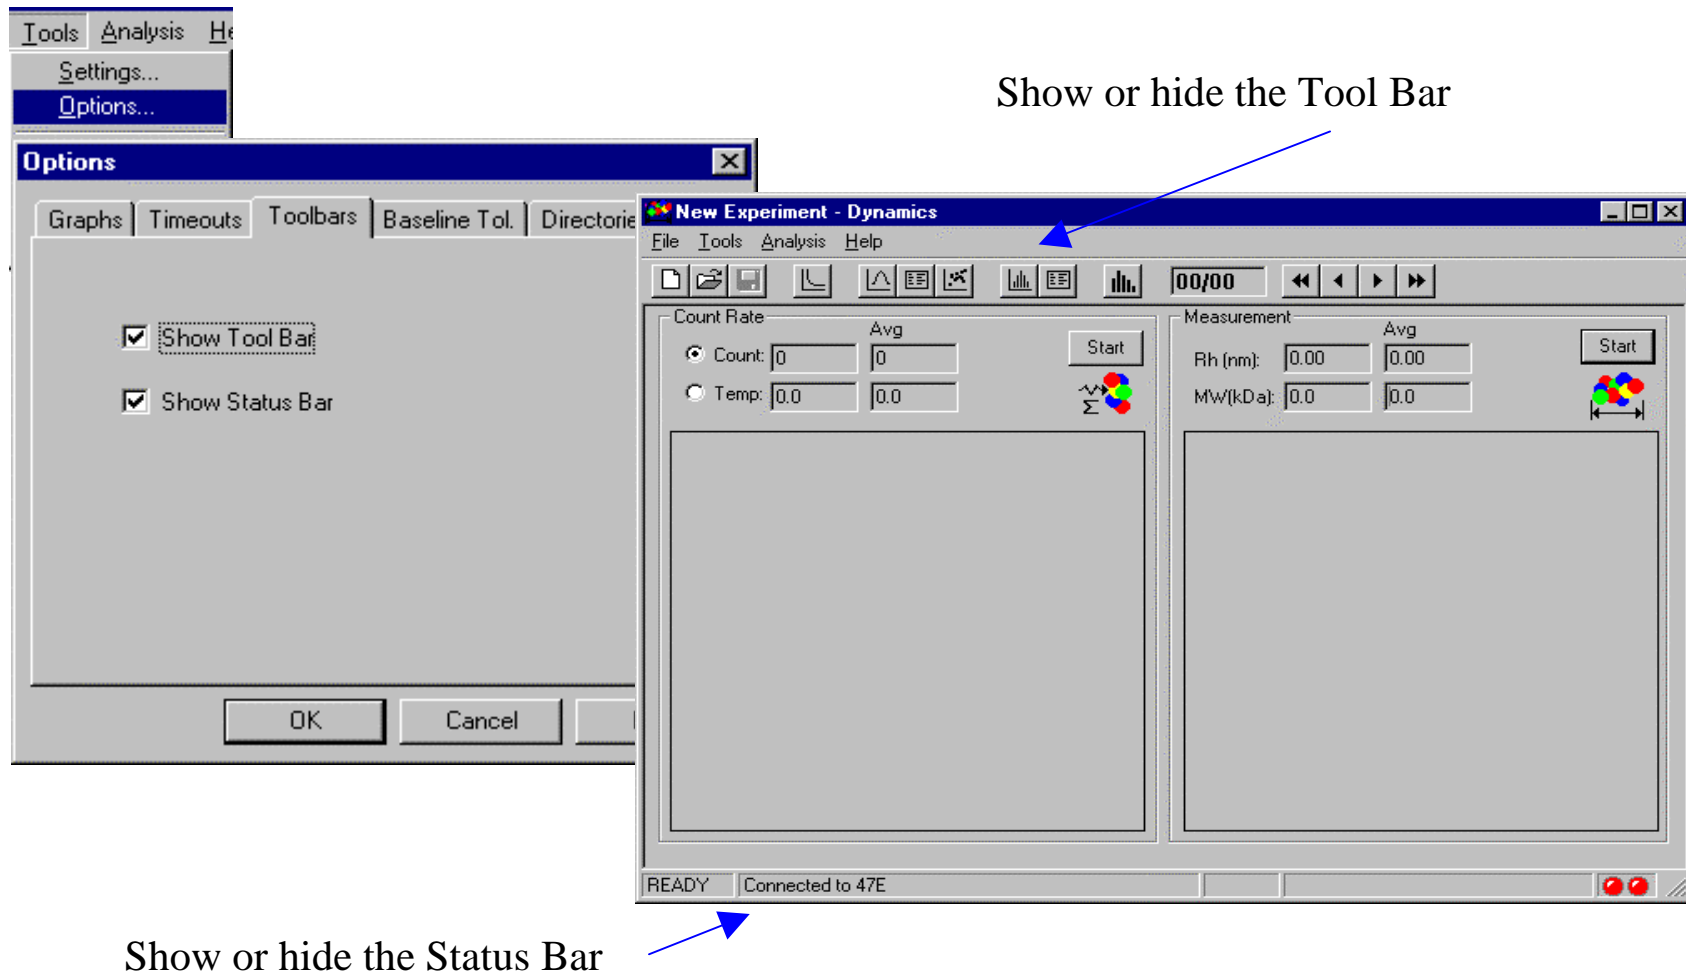 Tools Analysis He
Settings...
Options...
Show or hide the Tool Bar
Options
Graphs Timeouts Toolbars Baseline Tol. Directorie
Show Tool Bar
Show Status Bar
OK Cancel
New Experiment - Dynamics
File Tools Analysis Help
00/00
Count Rate
Avg
Count: 0 0
Start
Temp: 0.0 0.0
Σ
Measurement
Avg
Rh (nm): 0.00 0.00
Start
MW(kDa): 0.0 0.0
READY Connected to 47E
Show or hide the Status Bar